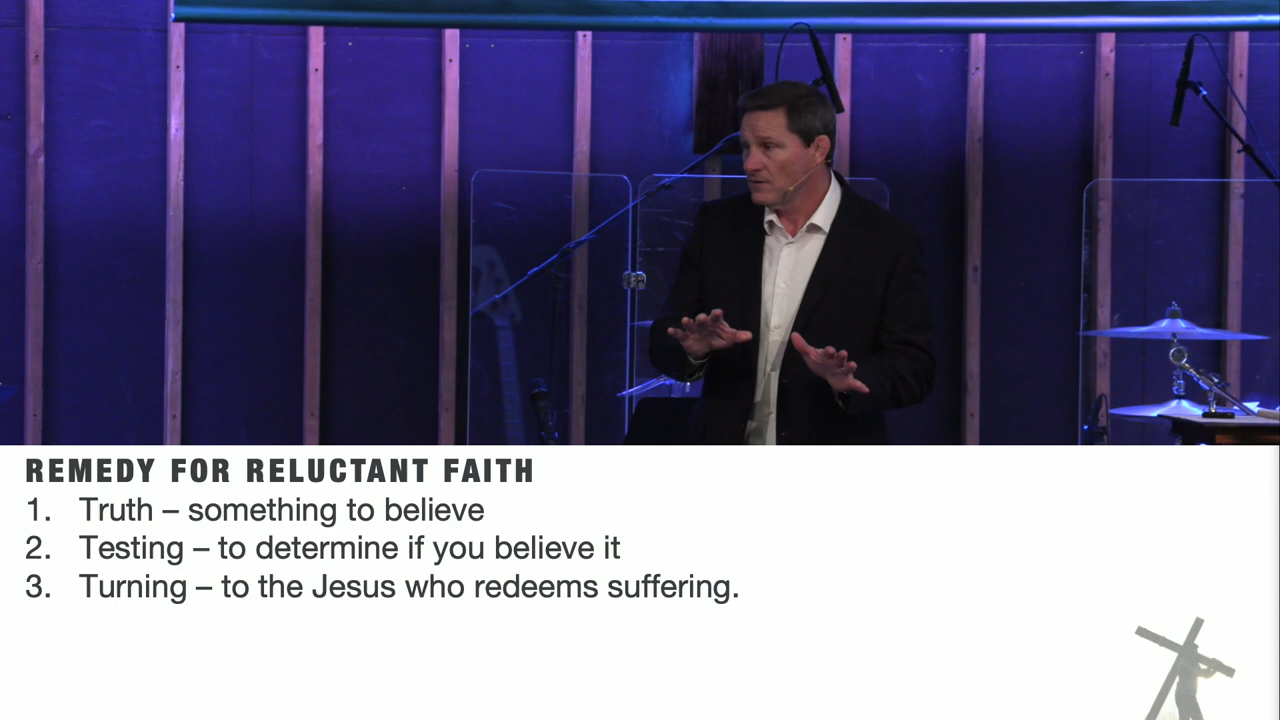 REMEDY FOR RELUCTANT FAITH
1. Truth – something to believe
2. Testing – to determine if you believe it
3. Turning – to the Jesus who redeems suffering.